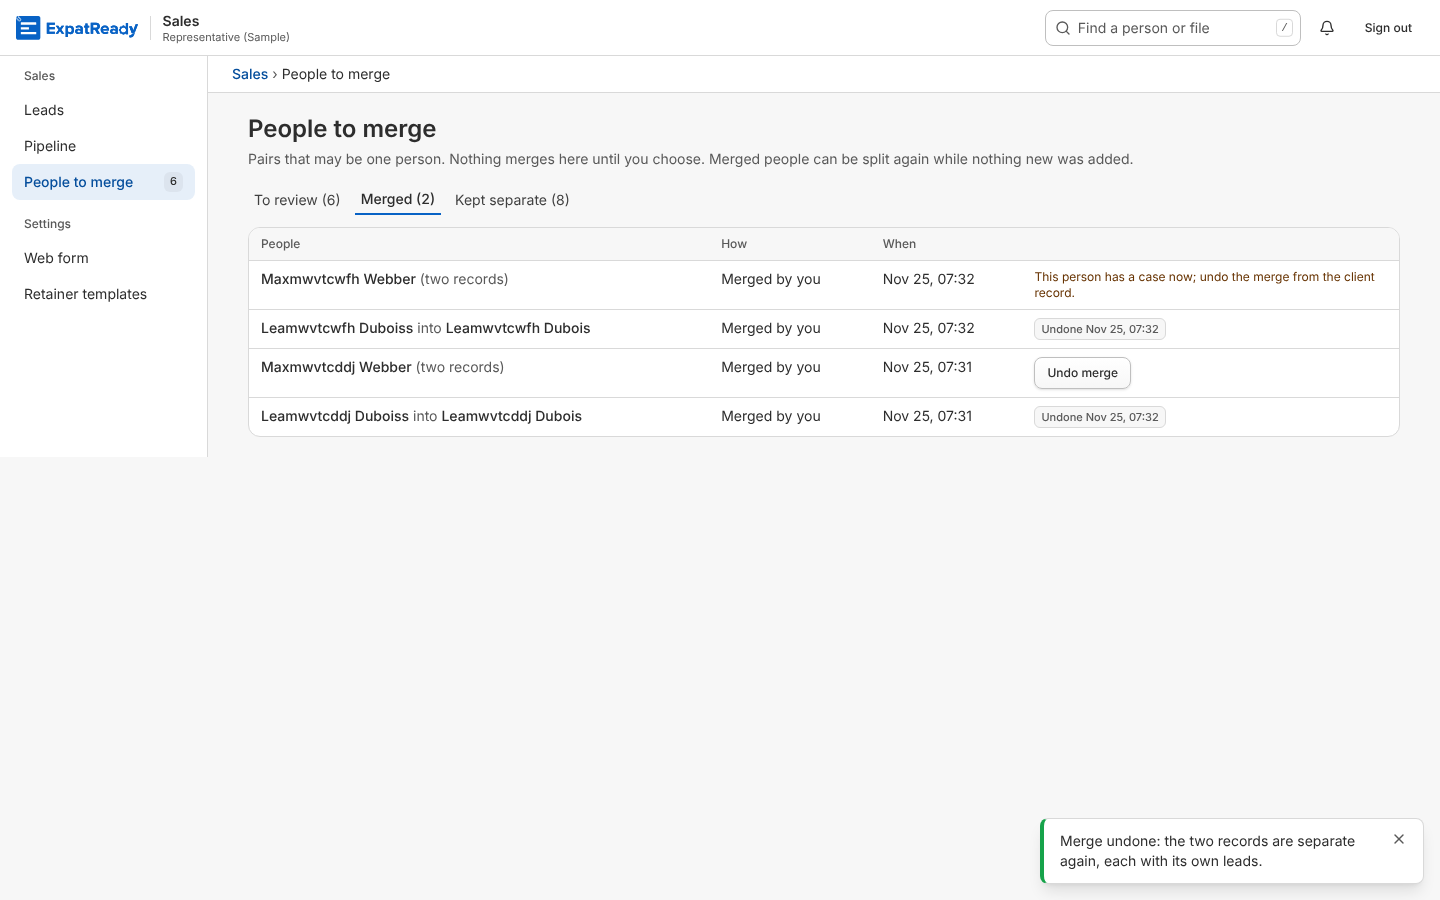 ExpatReady
Sales
Representative (Sample)
Find a person or file
/
Sign out
Sales
Leads
Pipeline
People to merge 6
Settings
Web form
Retainer templates
Sales › People to merge
People to merge
Pairs that may be one person. Nothing merges here until you choose. Merged people can be split again while nothing new was added.
To review (6) Merged (2) Kept separate (8)
People How When
Maxmwvtcwfh Webber (two records) Merged by you Nov 25, 07:32 This person has a case now; undo the merge from the client
record.
Leamwvtcwfh Duboiss into Leamwvtcwfh Dubois Merged by you Nov 25, 07:32 Undone Nov 25, 07:32
Maxmwvtcddj Webber (two records) Merged by you Nov 25, 07:31 Undo merge
Leamwvtcddj Duboiss into Leamwvtcddj Dubois Merged by you Nov 25, 07:31 Undone Nov 25, 07:32
Merge undone: the two records are separate
again, each with its own leads.